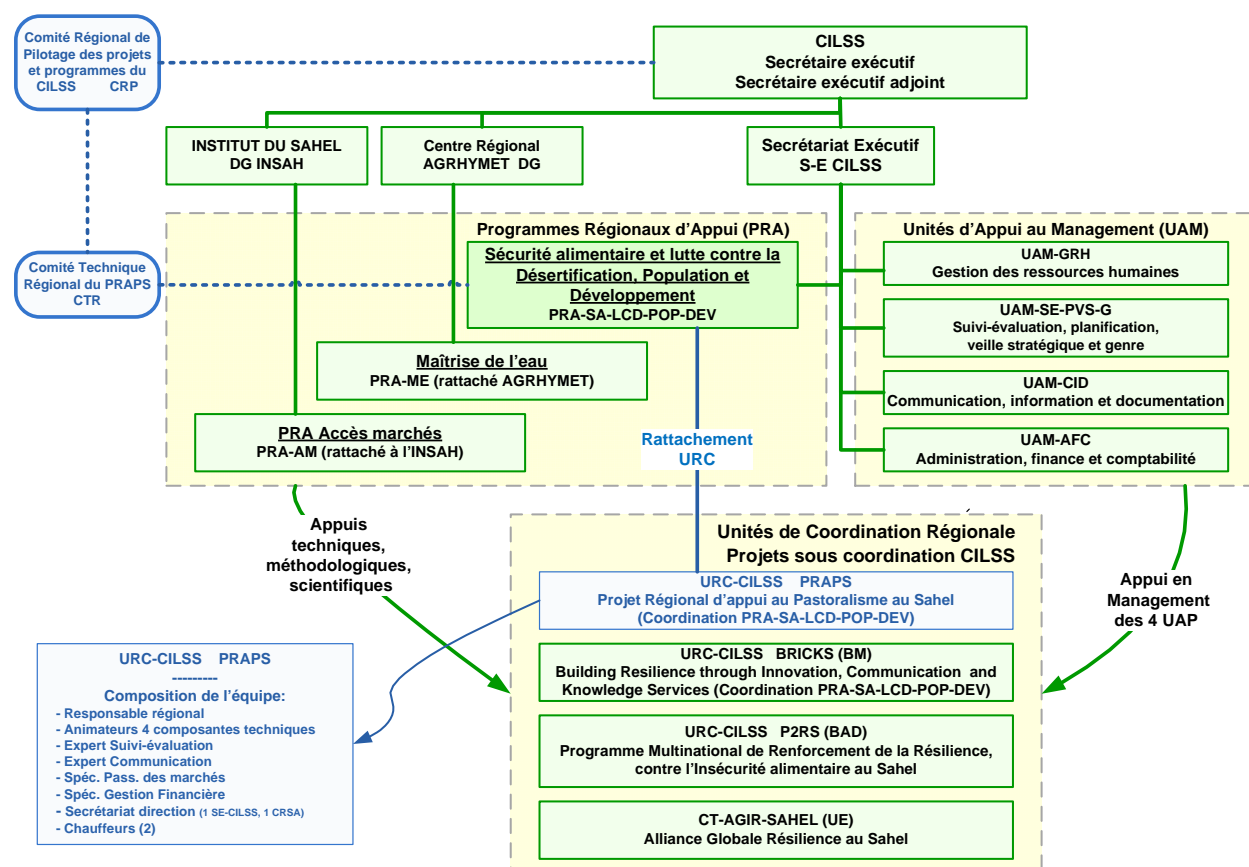 Comité Régional de
Pilotage des projets
et programmes du
CILSS CRP
CILSS
Secrétaire exécutif
Secrétaire exécutif adjoint
INSTITUT DU SAHEL
DG INSAH
Centre Régional
AGRHYMET DG
Secrétariat Exécutif
S-E CILSS
Comité Technique
Régional du PRAPS
CTR
Programmes Régionaux d’Appui (PRA)
Sécurité alimentaire et lutte contre la
Désertification, Population et
Développement
PRA-SA-LCD-POP-DEV
Maîtrise de l’eau
PRA-ME (rattaché AGRHYMET)
PRA Accès marchés
PRA-AM (rattaché à l’INSAH)
Rattachement
URC
Unités d’Appui au Management (UAM)
UAM-GRH
Gestion des ressources humaines
UAM-SE-PVS-G
Suivi-évaluation, planification,
veille stratégique et genre
UAM-CID
Communication, information et documentation
UAM-AFC
Administration, finance et comptabilité
Appuis
techniques,
méthodologiques,
scientifiques
Unités de Coordination Régionale
Projets sous coordination CILSS
URC-CILSS PRAPS
Projet Régional d’appui au Pastoralisme au Sahel
(Coordination PRA-SA-LCD-POP-DEV)
URC-CILSS BRICKS (BM)
Building Resilience through Innovation, Communication and
Knowledge Services (Coordination PRA-SA-LCD-POP-DEV)
URC-CILSS P2RS (BAD)
Programme Multinational de Renforcement de la Résilience,
contre l’Insécurité alimentaire au Sahel
CT-AGIR-SAHEL (UE)
Alliance Globale Résilience au Sahel
Appui en
Management
des 4 UAP
URC-CILSS PRAPS
---------
Composition de l’équipe:
- Responsable régional
- Animateurs 4 composantes techniques
- Expert Suivi-évaluation
- Expert Communication
- Spéc. Pass. des marchés
- Spéc. Gestion Financière
- Secrétariat direction (1 SE-CILSS, 1 CRSA)
- Chauffeurs (2)